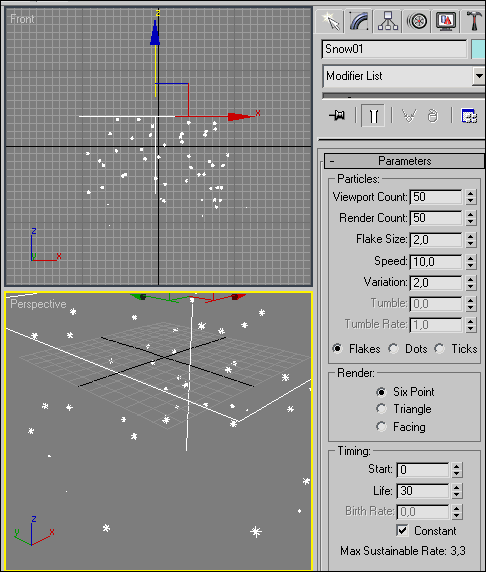 Front
z
x
z
x
Perspective
z
y
x
Snow01
Modifier List
- Parameters
Particles:
Viewport Count: 50
Render Count: 50
Flake Size: 2,0
Speed: 10,0
Variation: 2,0
Tumble: 0,0
Tumble Rate: 1,0
Flakes Dots Ticks
Render:
Six Point
Triangle
Facing
Timing:
Start: 0
Life: 30
Birth Rate: 0,0
Constant
Max Sustainable Rate: 3,3